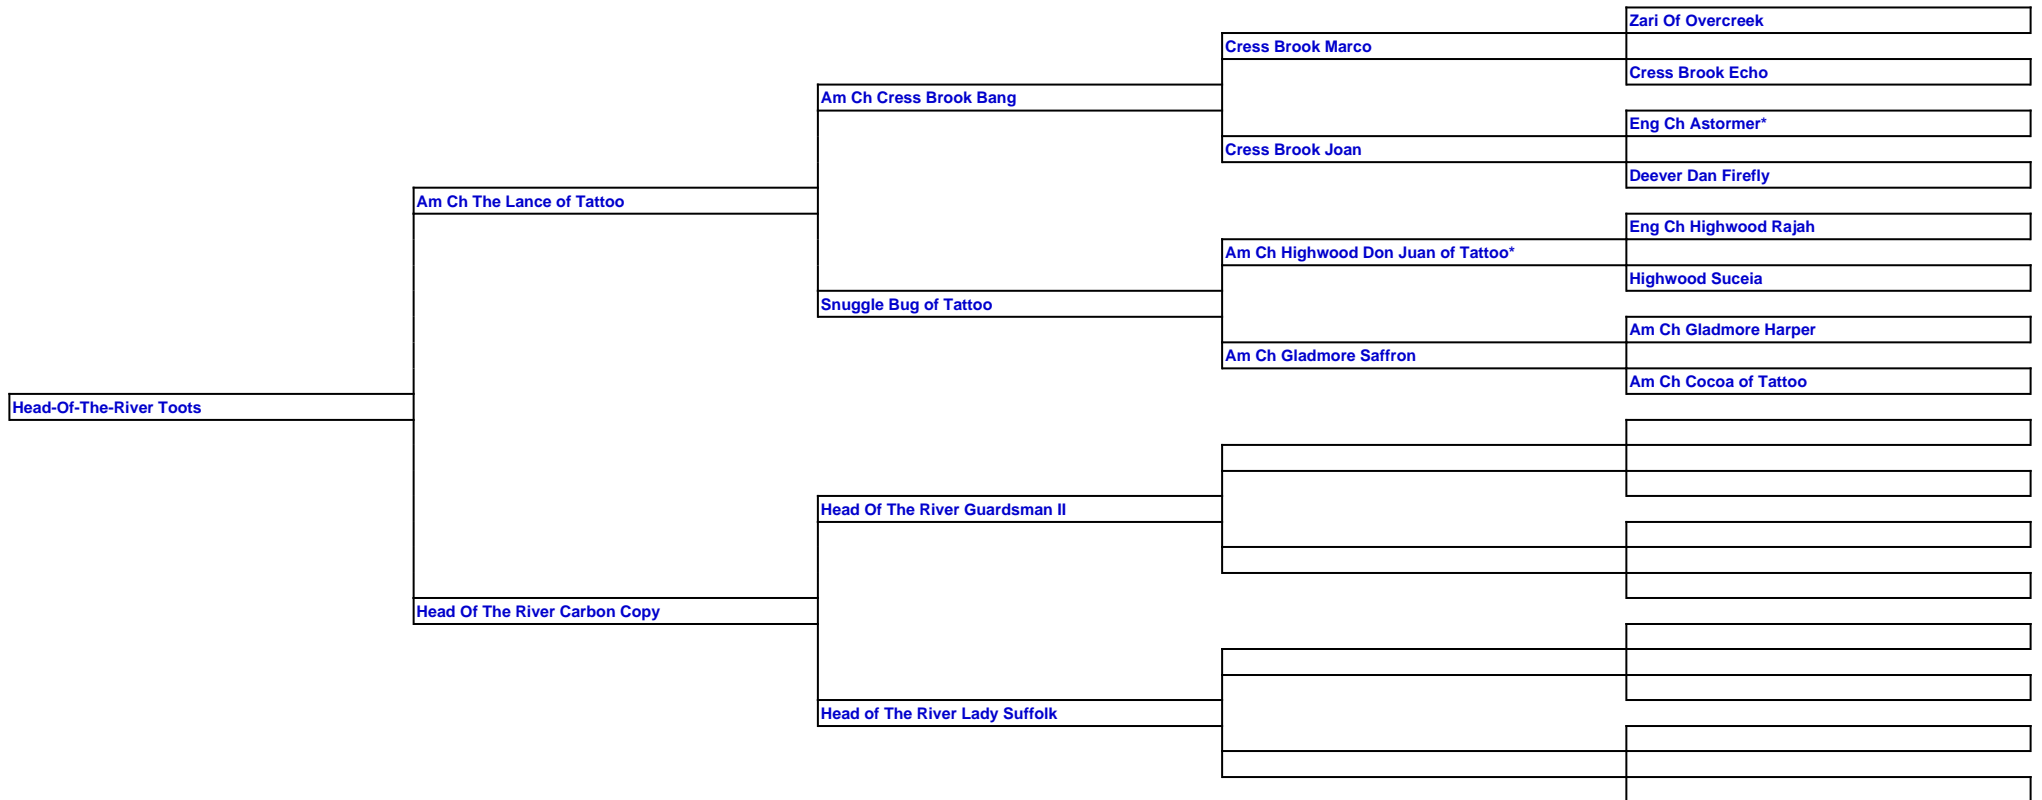 Zari Of Overcreek
Cress Brook Marco
Cress Brook Echo
Am Ch Cress Brook Bang
Eng Ch Astormer*
Cress Brook Joan
Deever Dan Firefly
Am Ch The Lance of Tattoo
Eng Ch Highwood Rajah
Am Ch Highwood Don Juan of Tattoo*
Highwood Suceia
Snuggle Bug of Tattoo
Am Ch Gladmore Harper
Am Ch Gladmore Saffron
Am Ch Cocoa of Tattoo
Head-Of-The-River Toots
Head Of The River Guardsman II
Head Of The River Carbon Copy
Head of The River Lady Suffolk